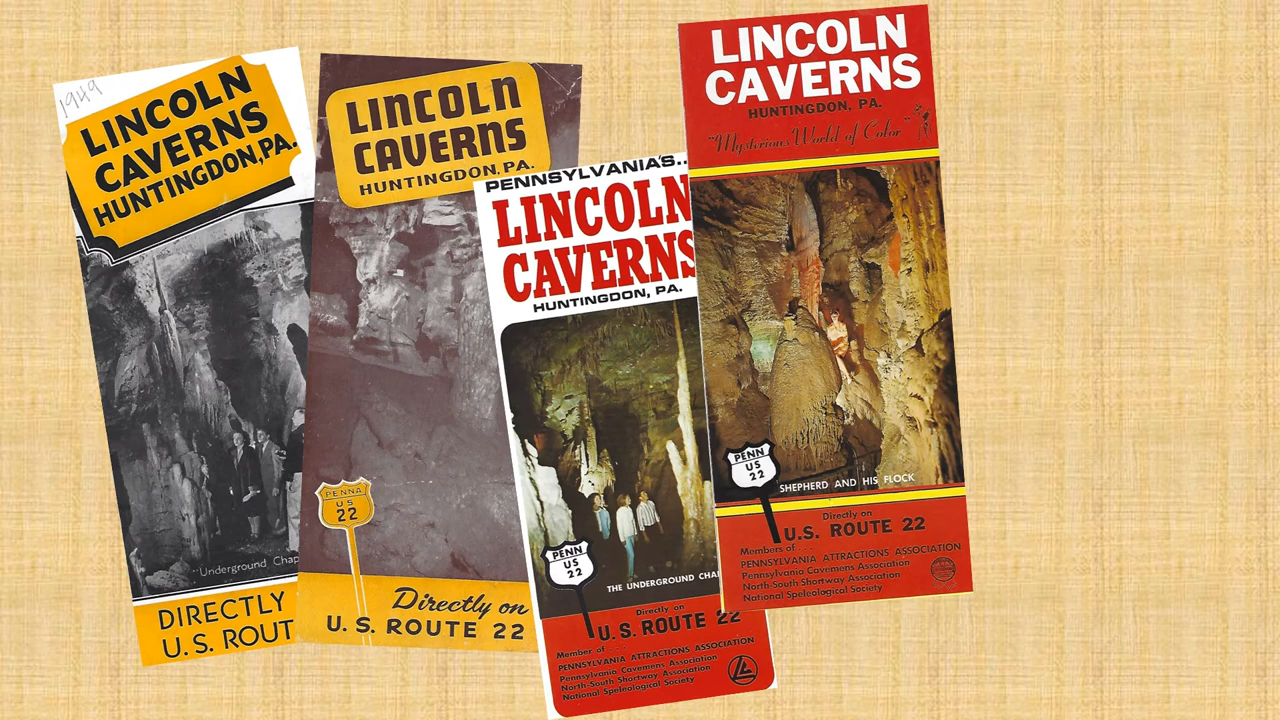 1949
LINCOLN
CAVERNS
HUNTINGDON, PA.
"Underground Chap
DIRECTLY
U.S. ROUT
LINCOLN
CAVERNS
HUNTINGDON, PA.
PENNA
US
22
Directly on
U.S. ROUTE 22
PENNSYLVANIA'S..
LINCOLN
CAVERNS
HUNTINGDON, PA.
PENN
US
22
THE UNDERGROUND CHA
Directly on
U.S. ROUTE 22
Member of . . .
PENNSYLVANIA ATTRACTIONS ASSOCIATION
Pennsylvania Cavemens Association
North-South Shortway Association
National Speleological Society
LINCOLN
CAVERNS
HUNTINGDON, PA.
"Mysterious World of Color"
PENN
US
22
SHEPHERD AND HIS FLOCK
Directly on
U.S. ROUTE 22
Members of . . .
PENNSYLVANIA ATTRACTIONS ASSOCIATION
Pennsylvania Cavemens Association
North-South Shortway Association
National Speleological Society